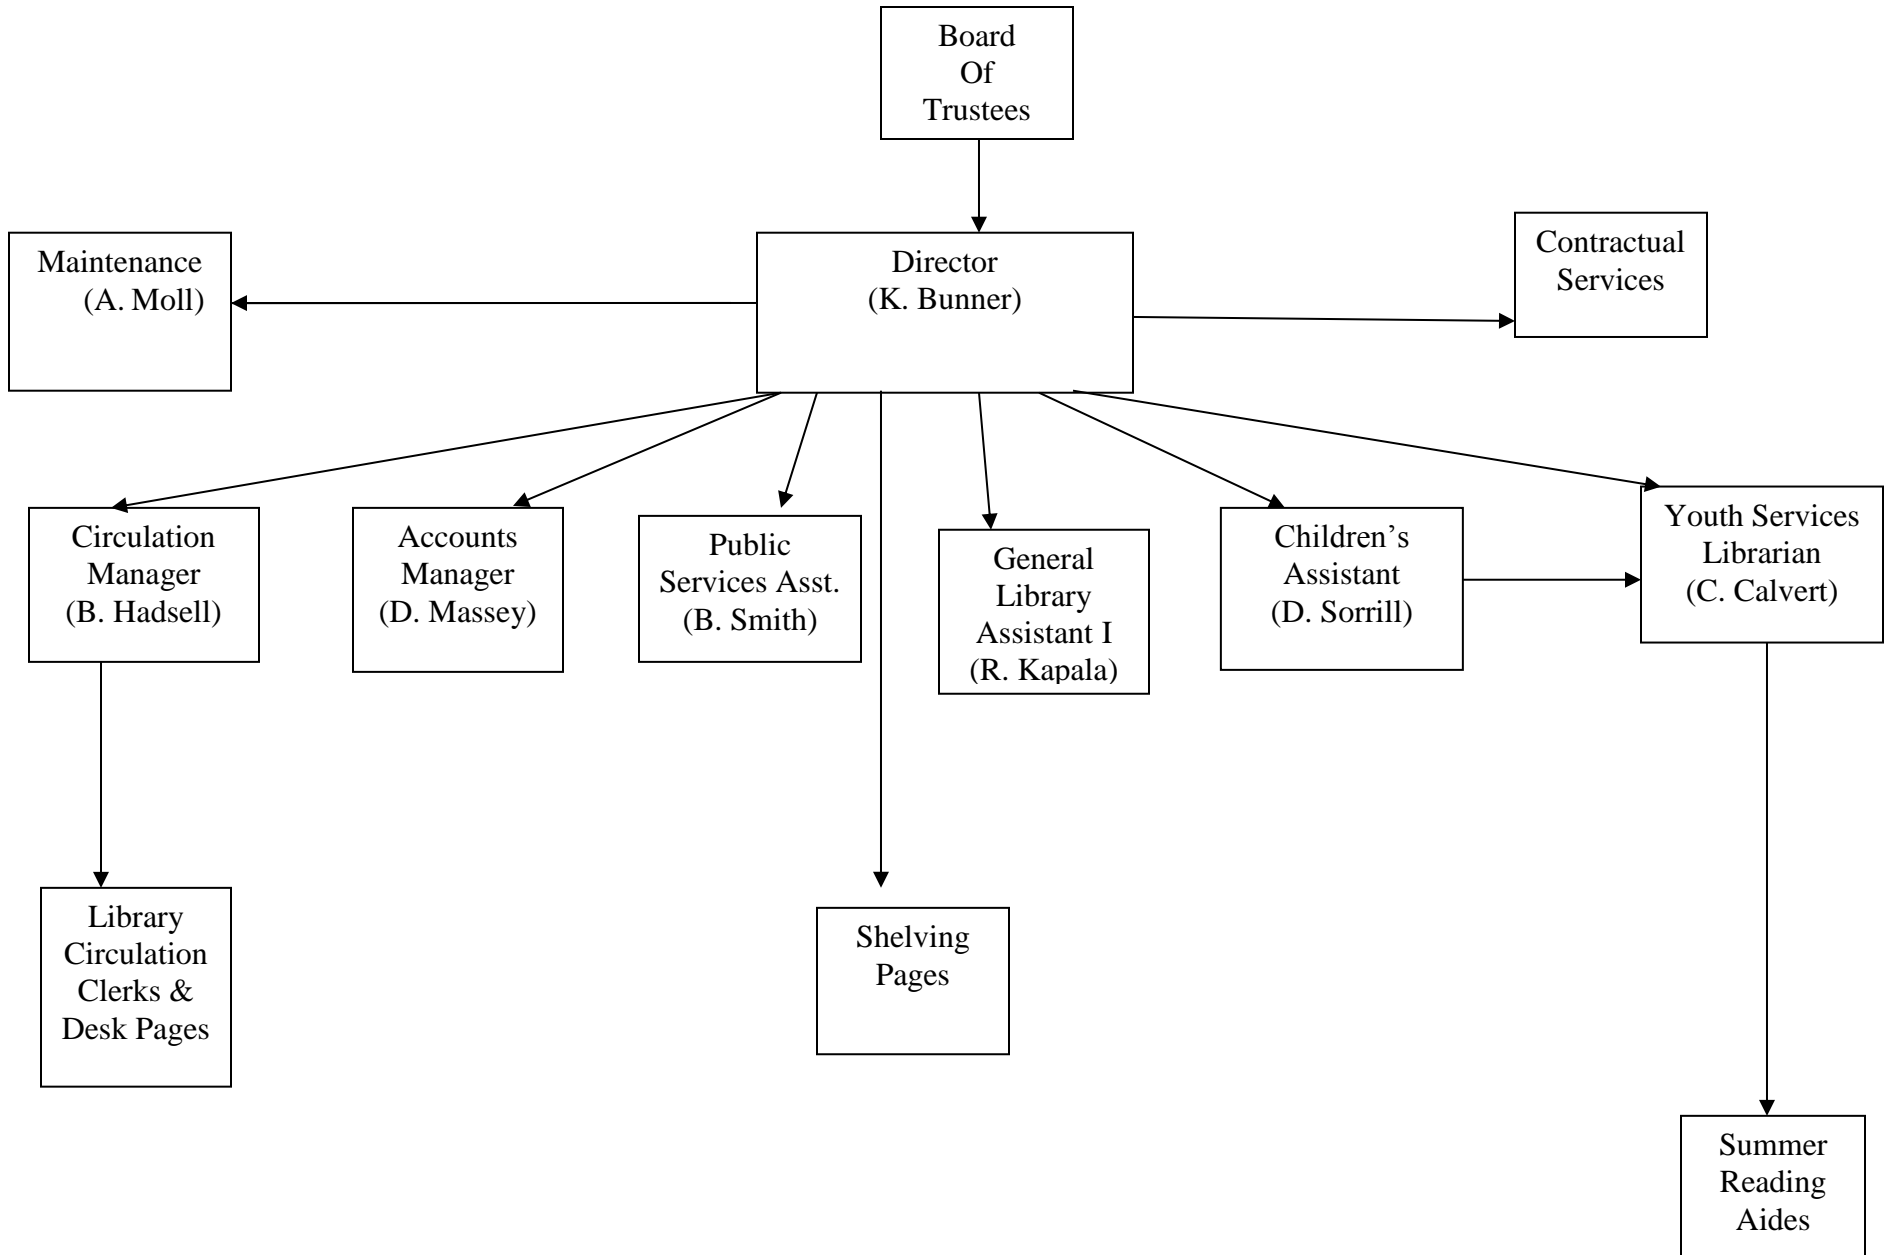 Board
Of
Trustees
Maintenance
(A. Moll)
Director
(K. Bunner)
Contractual
Services
Circulation
Manager
(B. Hadsell)
Accounts
Manager
(D. Massey)
Public
Services Asst.
(B. Smith)
General
Library
Assistant I
(R. Kapala)
Children’s
Assistant
(D. Sorrill)
Youth Services
Librarian
(C. Calvert)
Library
Circulation
Clerks &
Desk Pages
Shelving
Pages
Summer
Reading
Aides